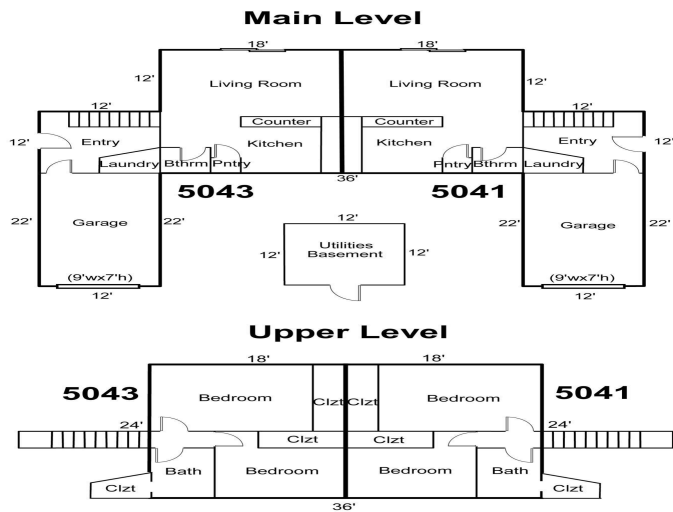 Main Level
18' 18'
12' Living Room Living Room 12'
12' 12'
Counter Counter
12' Entry Kitchen Kitchen Entry 12'
Laundry Bthrm Pntry Pntry Bthrm Laundry
36'
5043 5041
22' Garage 22' 22' Garage 22'
12'
12' Utilities 12'
Basement
(9'wx7'h) (9'wx7'h)
12' 12'
Upper Level
18' 18'
5043 Bedroom Clzt Clzt Bedroom 5041
24' 24'
Clzt Clzt
Bath Bedroom Bedroom Bath
Clzt Clzt
36'